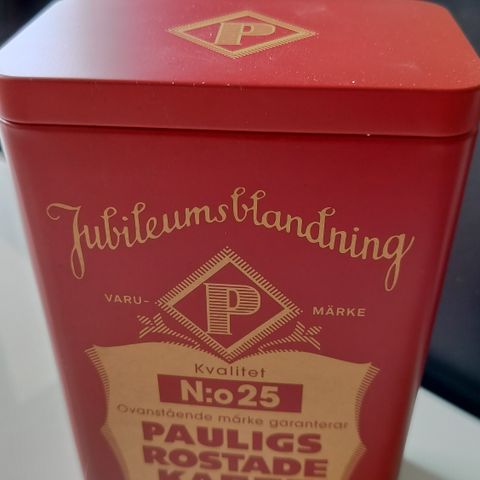 P
Jubileumsblandning
VARU- P MÄRKE
Kvalitet
N:o 25
Ovanstående märke garanterar
PAULIGS
ROSTADE